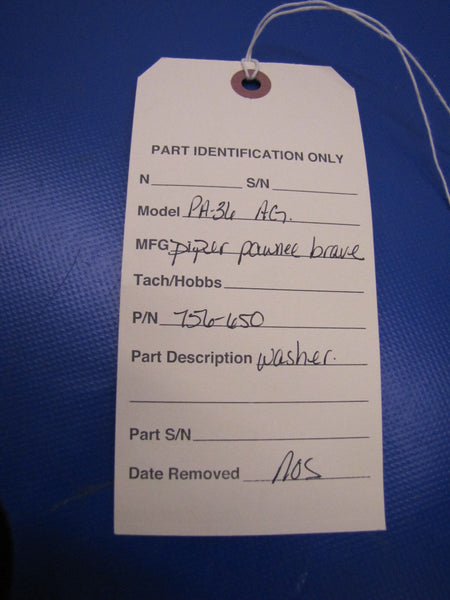 PART IDENTIFICATION ONLY
N S/N
Model PA-36 AG.
MFG piper pawnee brave
Tach/Hobbs
P/N 756-650
Part Description washer.
Part S/N
Date Removed NOS